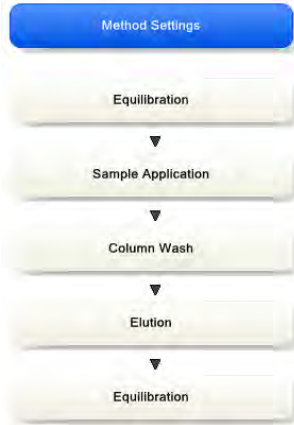 Method Settings
Equilibration
Sample Application
Column Wash
Elution
Equilibration